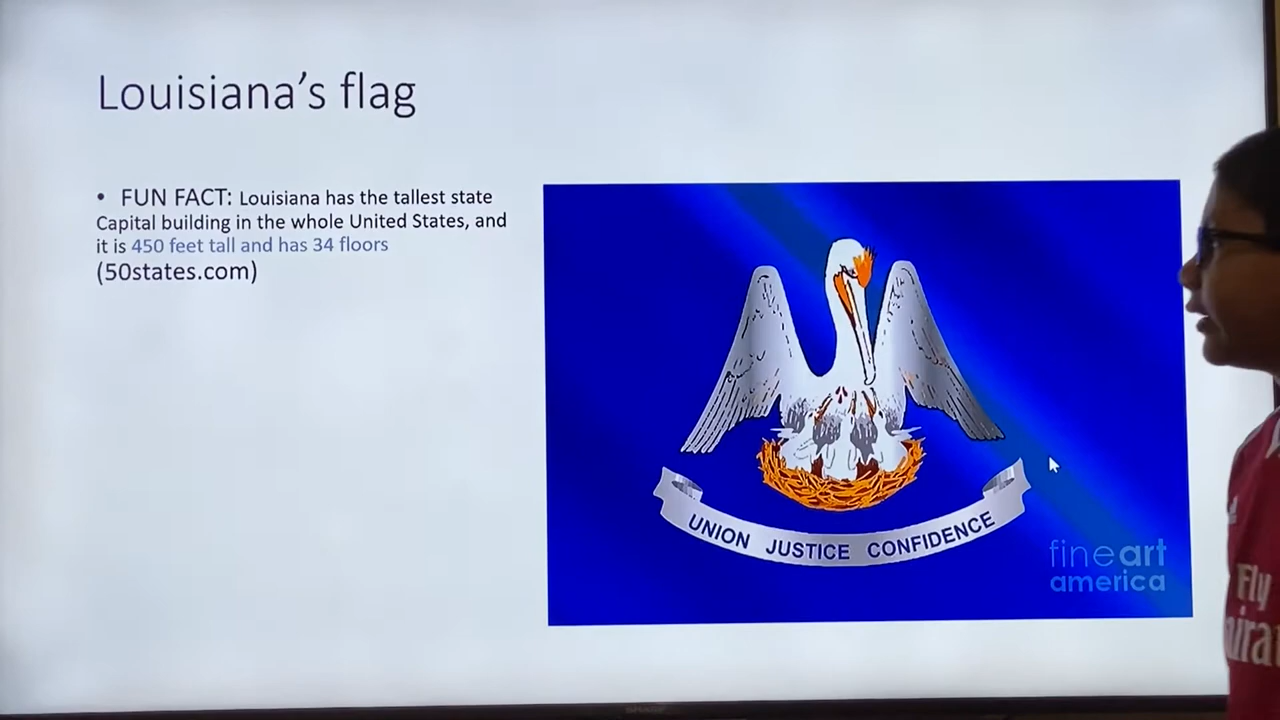 Louisiana’s flag
• FUN FACT: Louisiana has the tallest state
Capital building in the whole United States, and
it is 450 feet tall and has 34 floors
(50states.com)
UNION JUSTICE CONFIDENCE
fineart
america
Fly